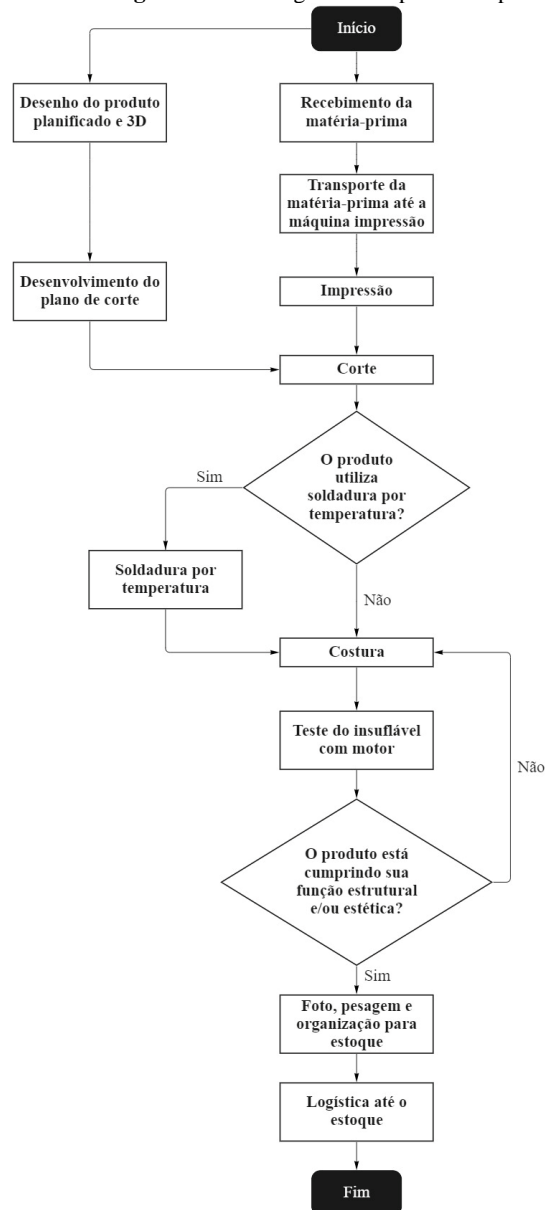 Início
Desenho do produto
planificado e 3D
Recebimento da
matéria-prima
Transporte da
matéria-prima até a
máquina impressão
Desenvolvimento do
plano de corte
Impressão
Corte
O produto
utiliza
soldadura por
temperatura?
Sim
Soldadura por
temperatura
Não
Costura
Teste do insuflável
com motor
Não
O produto está
cumprindo sua
função estrutural
e/ou estética?
Sim
Foto, pesagem e
organização para
estoque
Logística até o
estoque
Fim